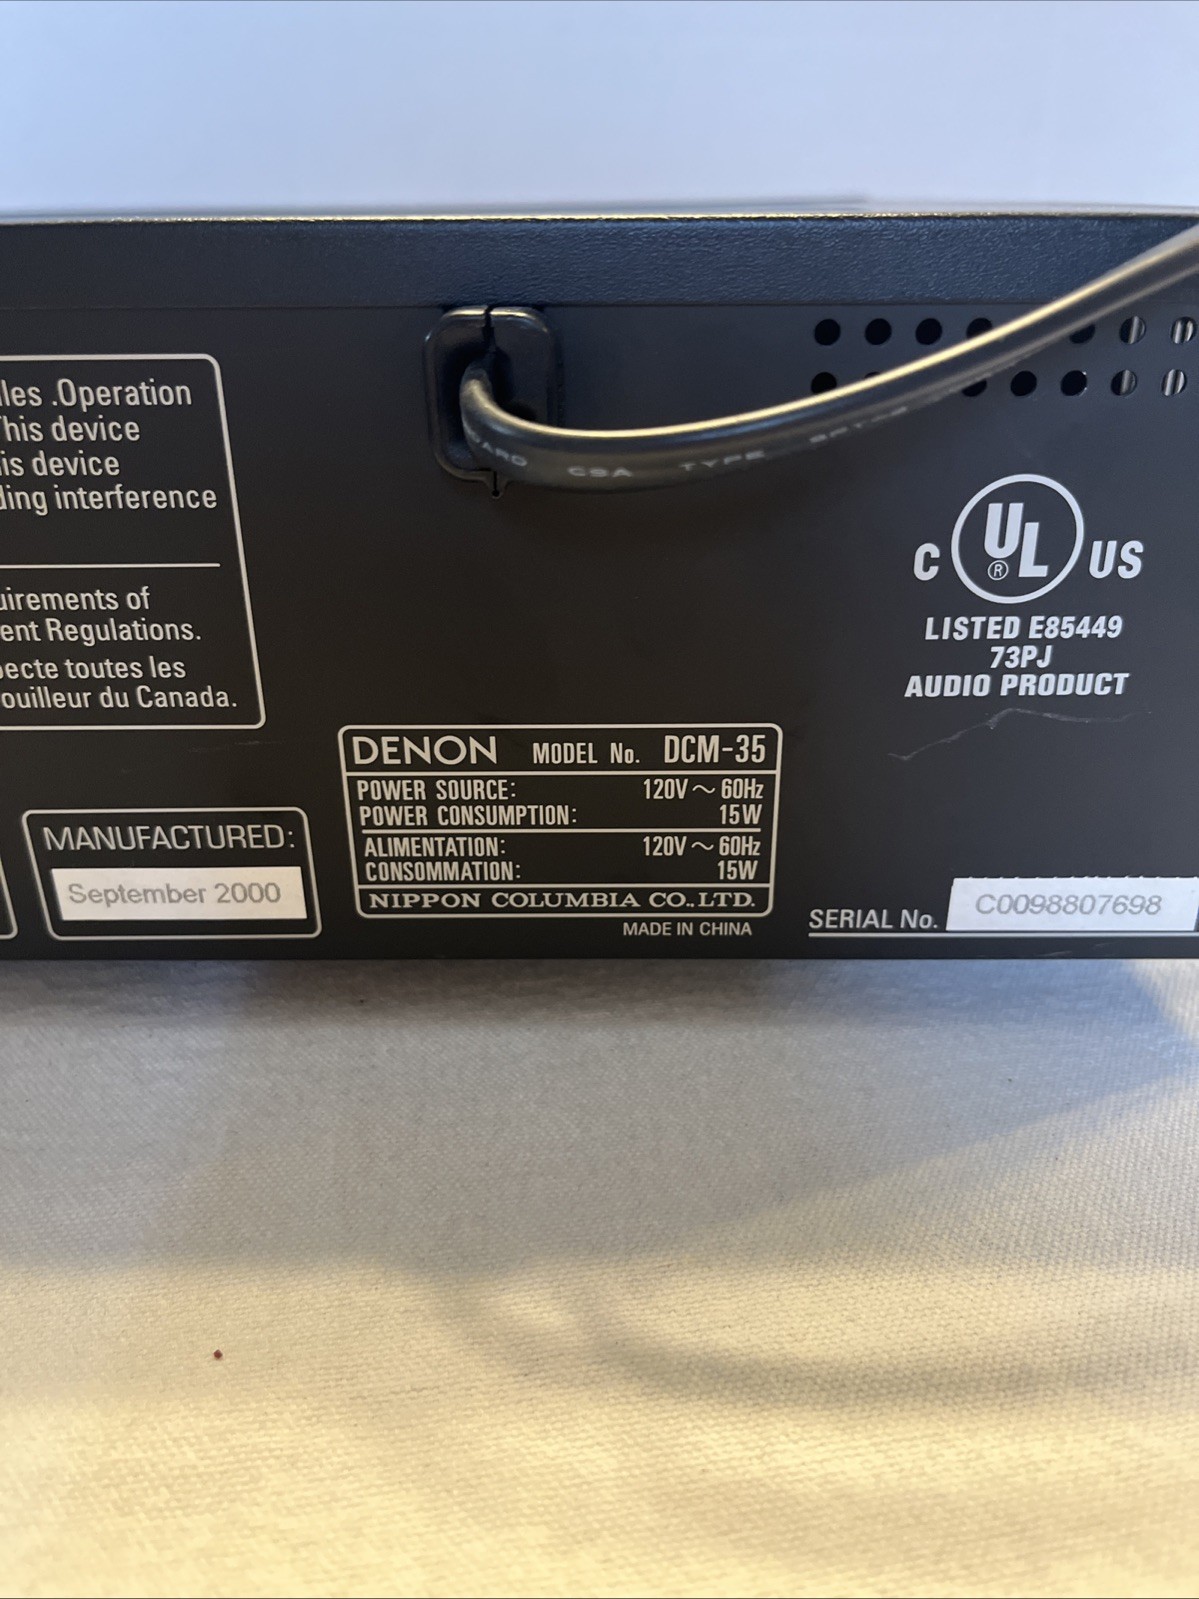 les .Operation
This device
is device
ding interference
uirements of
ent Regulations.
pecte toutes les
ouilleur du Canada.
CSA TYPE
C UL US
®
LISTED E85449
73PJ
AUDIO PRODUCT
DENON MODEL No. DCM-35
POWER SOURCE: 120V ~ 60Hz
POWER CONSUMPTION: 15W
ALIMENTATION: 120V ~ 60Hz
CONSOMMATION: 15W
NIPPON COLUMBIA CO.,LTD.
MADE IN CHINA
MANUFACTURED:
September 2000
SERIAL No. C0098807698